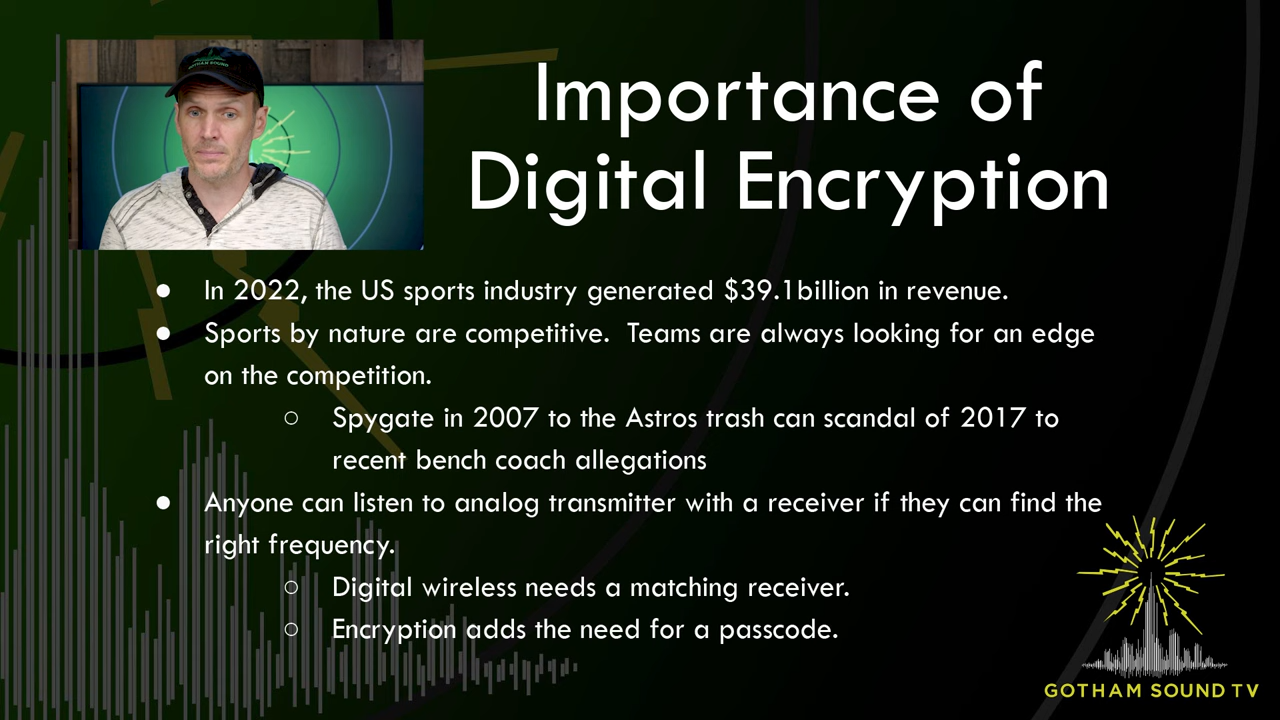 GOTHAM SOUND
Importance of
Digital Encryption
● In 2022, the US sports industry generated $39.1billion in revenue.
● Sports by nature are competitive.  Teams are always looking for an edge
on the competition.
○ Spygate in 2007 to the Astros trash can scandal of 2017 to
recent bench coach allegations
● Anyone can listen to analog transmitter with a receiver if they can find the
right frequency.
○ Digital wireless needs a matching receiver.
○ Encryption adds the need for a passcode.
GOTHAM SOUND TV